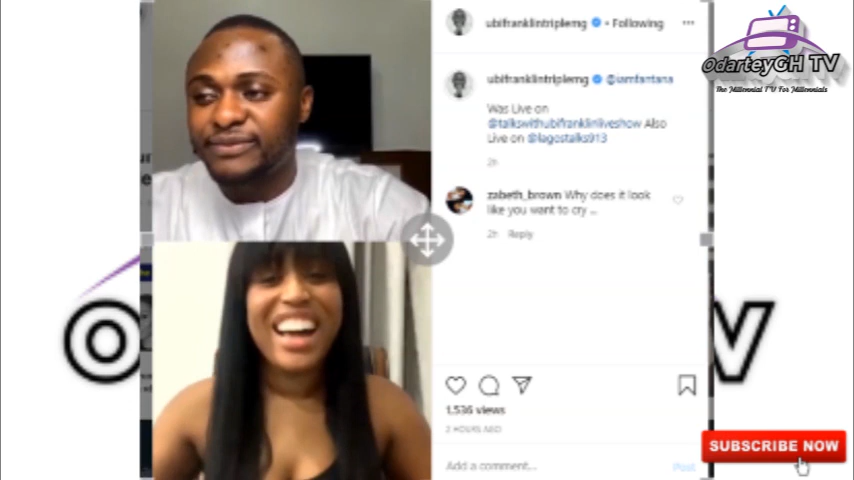 ubifranklintriplemg • Following
ubifranklintriplemg @iamfantana
Was Live on
@talkswithubifranklinliveshow Also
Live on @lagostalks913
2h
zabeth_brown Why does it look
like you want to cry ...
2h Reply
1,536 views
2 HOURS AGO
Add a comment... Post
OdarteyGH TV
The Millennial TV For Millennials
SUBSCRIBE NOW
O
V